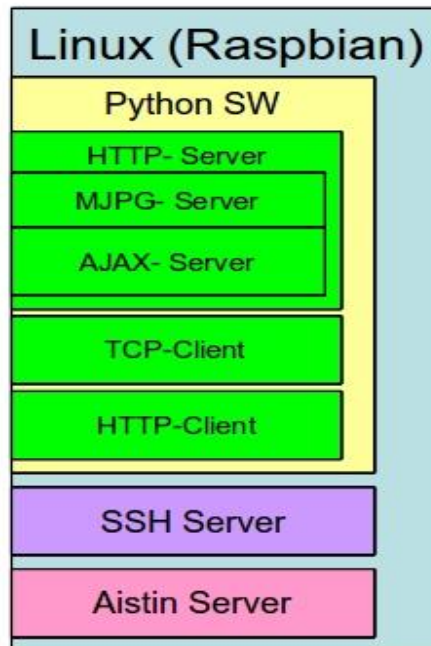 Linux (Raspbian)
Python SW
HTTP- Server
MJPG- Server
AJAX- Server
TCP-Client
HTTP-Client
SSH Server
Aistin Server